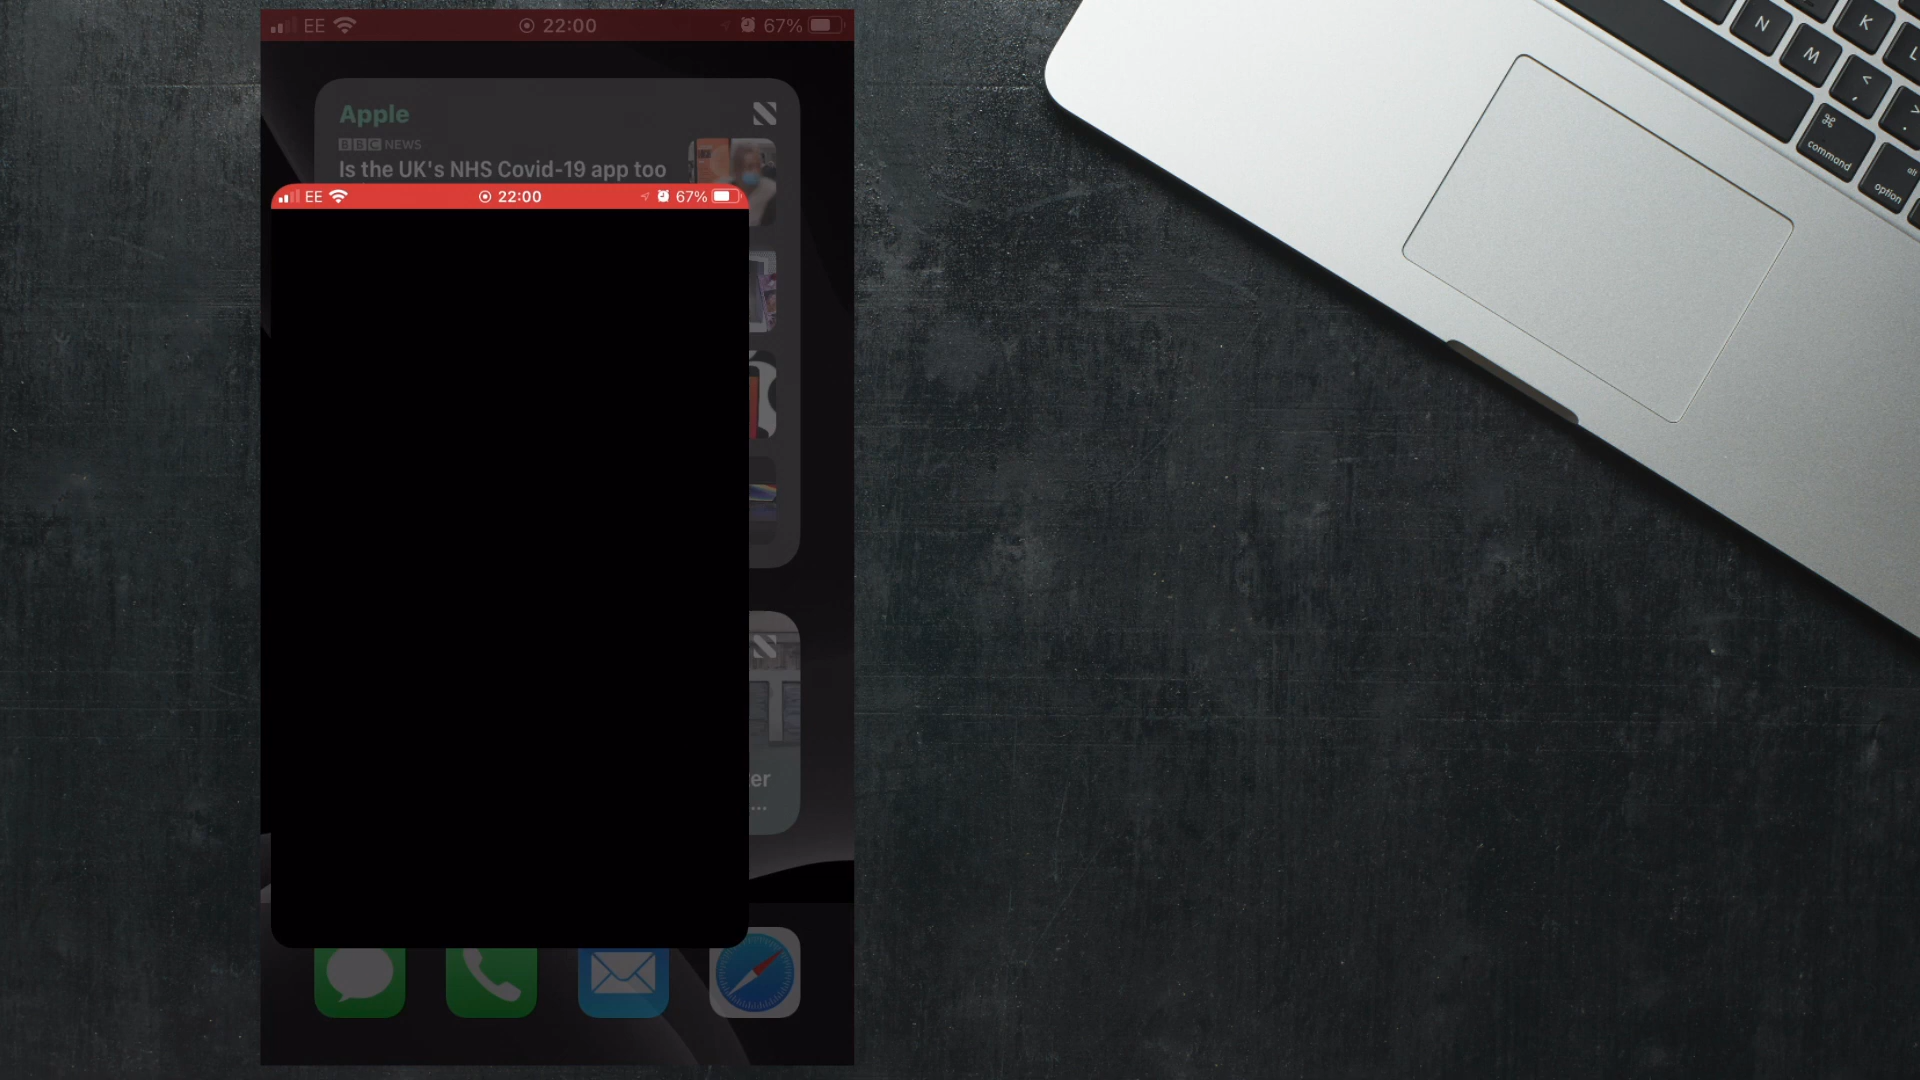 EE 22:00 67%
Apple
BBC NEWS
Is the UK's NHS Covid-19 app too
EE 22:00 67%
er
...
N
M
K
L
<
,
>
.
⌘
command
alt
option